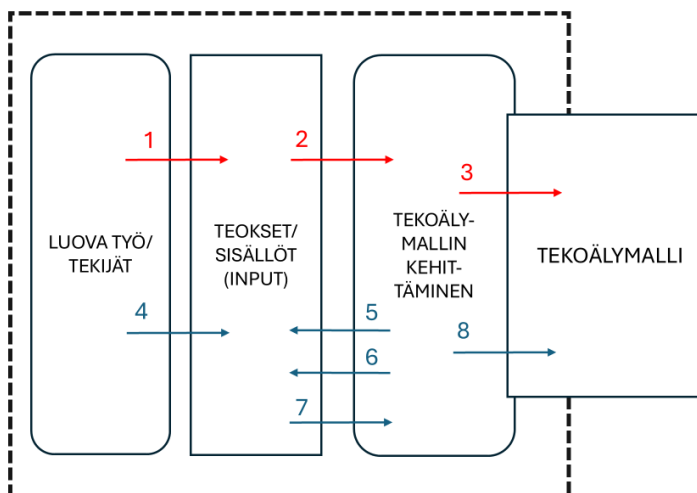 1
2
3
LUOVA TYÖ/
TEKIJÄT
TEOKSET/
SISÄLLÖT
(INPUT)
TEKOÄLY-
MALLIN
KEHIT-
TÄMINEN
TEKOÄLYMALLI
4
5
6
7
8